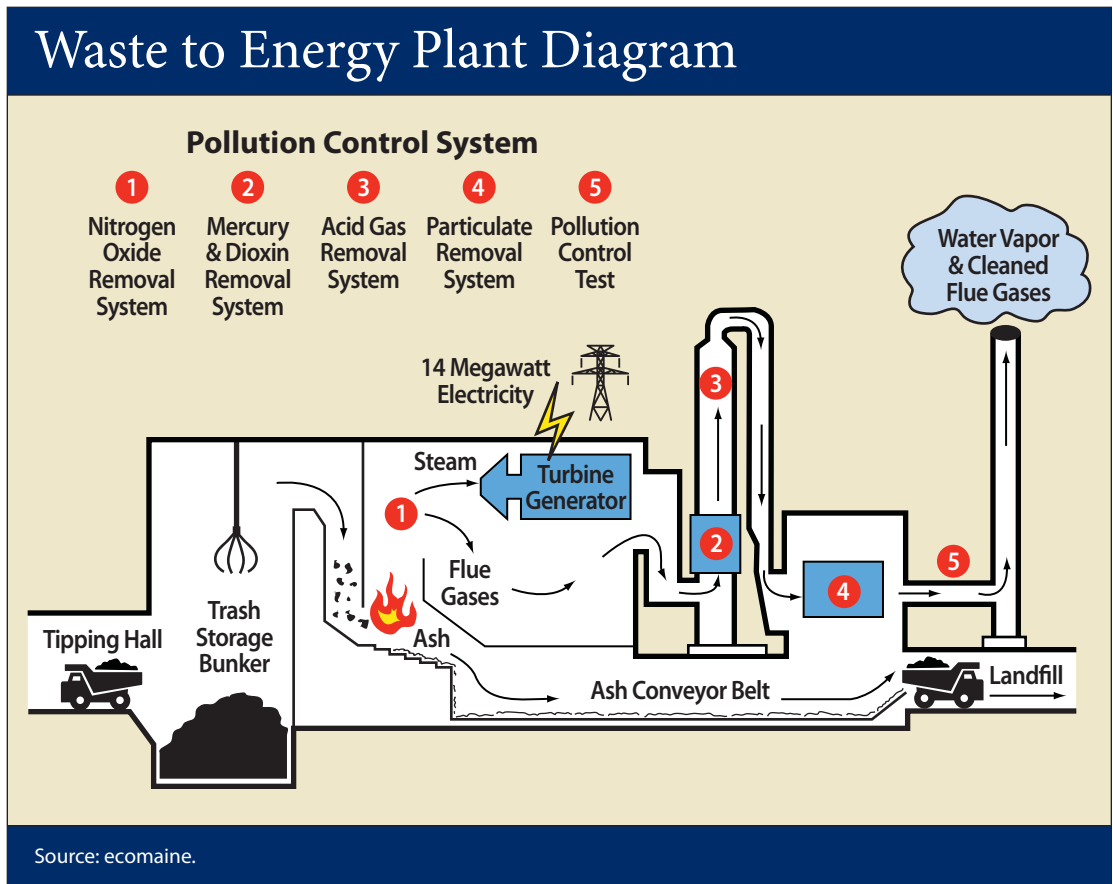 Waste to Energy Plant Diagram
Pollution Control System
1
Nitrogen
Oxide
Removal
System
2
Mercury
& Dioxin
Removal
System
3
Acid Gas
Removal
System
4
Particulate
Removal
System
5
Pollution
Control
Test
Water Vapor
& Cleaned
Flue Gases
14 Megawatt
Electricity
3
Steam
Turbine
Generator
1
2
Flue
Gases
5
4
Tipping Hall
Trash
Storage
Bunker
Ash
Ash Conveyor Belt
Landfill
Source: ecomaine.